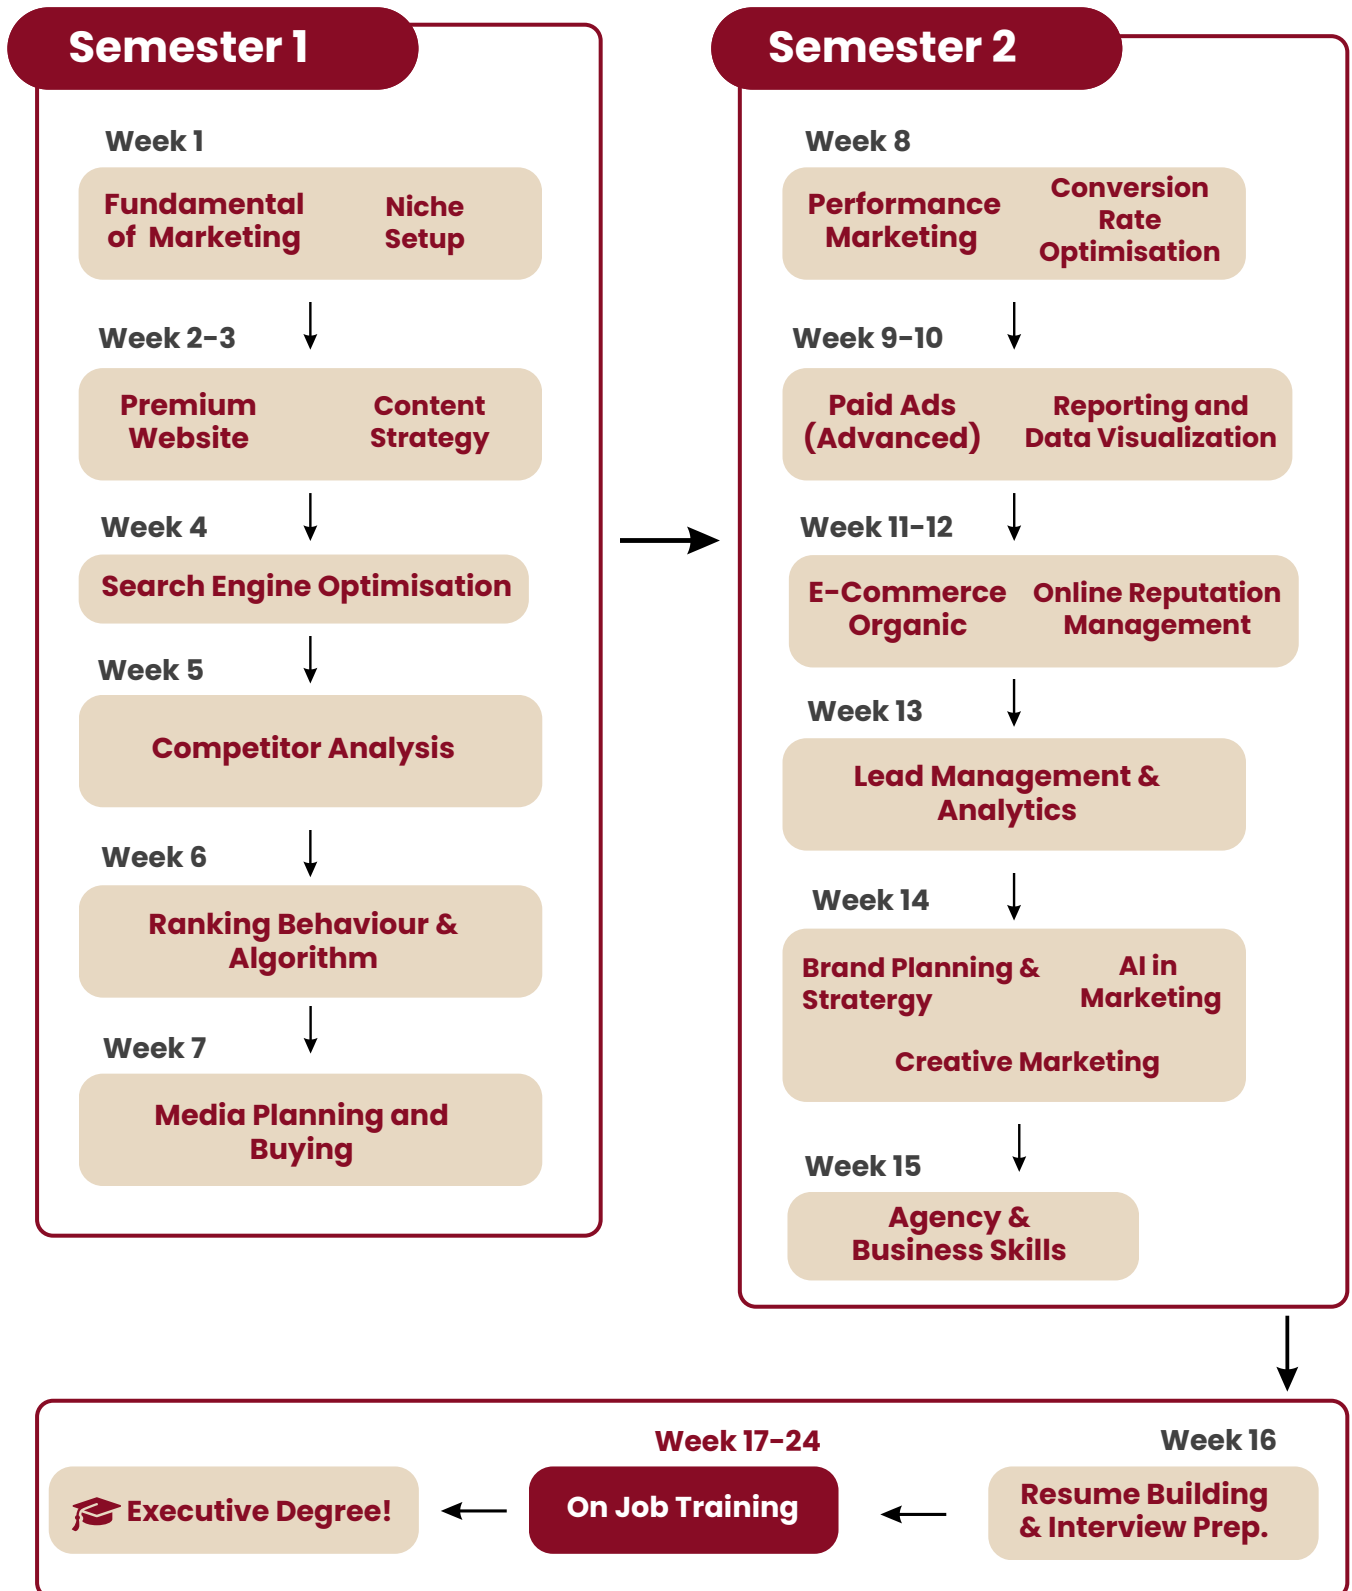 Semester 1
Week 1
Fundamental
of Marketing
Niche
Setup
Week 2-3
Premium
Website
Content
Strategy
Week 4
Search Engine Optimisation
Week 5
Competitor Analysis
Week 6
Ranking Behaviour &
Algorithm
Week 7
Media Planning and
Buying
Semester 2
Week 8
Performance
Marketing
Conversion
Rate
Optimisation
Week 9-10
Paid Ads
(Advanced)
Reporting and
Data Visualization
Week 11-12
E-Commerce
Organic
Online Reputation
Management
Week 13
Lead Management &
Analytics
Week 14
Brand Planning &
Stratergy
AI in
Marketing
Creative Marketing
Week 15
Agency &
Business Skills
Week 16
Resume Building
& Interview Prep.
Week 17-24
On Job Training
Executive Degree!